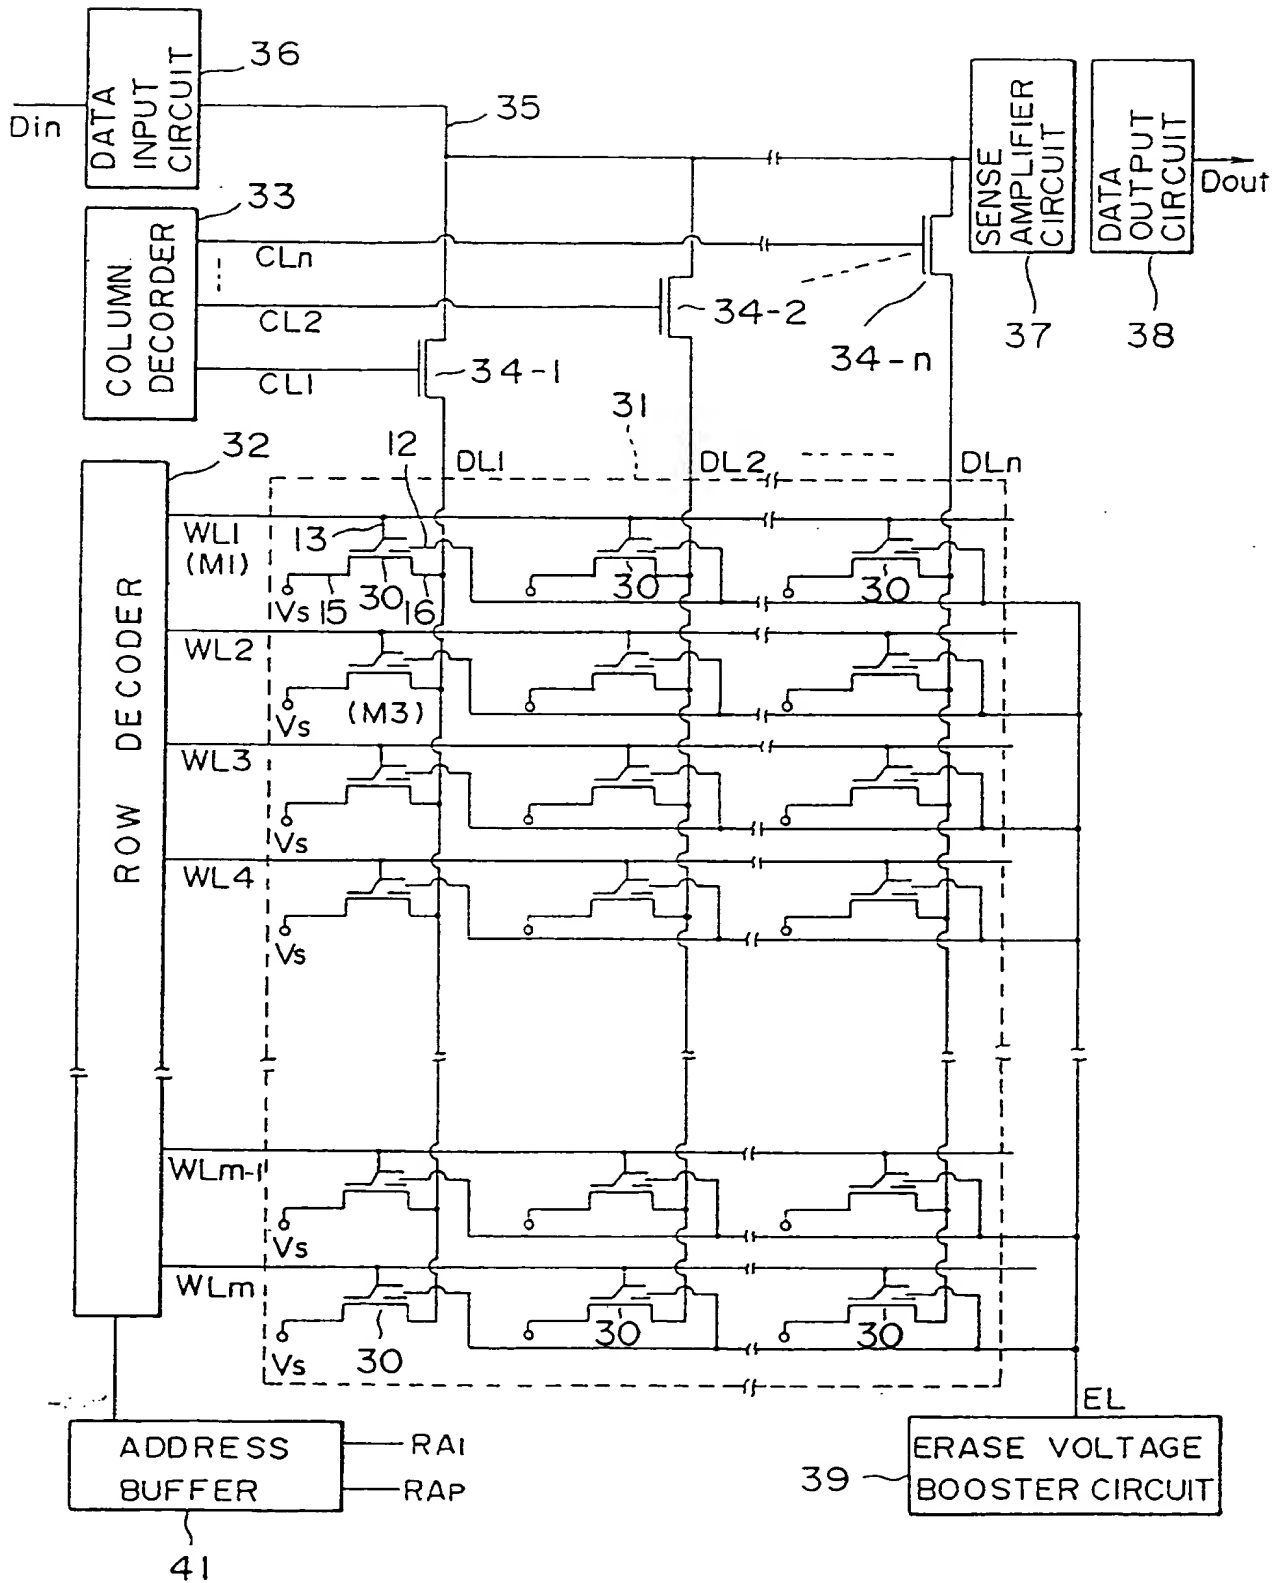 DATA
INPUT
CIRCUIT
36
Din
35
33
COLUMN
DECORDER
CLn
CL2
CL1
34-1
34-2
34-n
SENSE
AMPLIFIER
CIRCUIT
37
DATA
OUTPUT
CIRCUIT
38
Dout
31
32
12
DL1
DL2
DLn
ROW DECODER
WL1
(M1)
13
Vs
15
30
16
30
30
WL2
Vs
(M3)
WL3
Vs
WL4
Vs
WLm-1
Vs
WLm
Vs
30
30
30
EL
ADDRESS
BUFFER
RA1
RAP
41
39
ERASE VOLTAGE
BOOSTER CIRCUIT